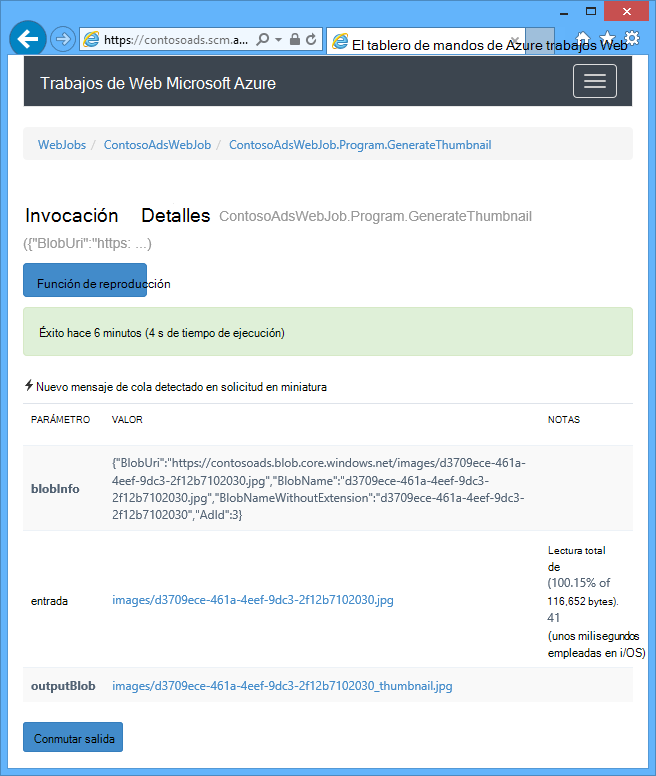 https://contosoads.scm.a...
El tablero de mandos de Azure trabajos Web
Trabajos de Web Microsoft Azure
WebJobs / ContosoAdsWebJob / ContosoAdsWebJob.Program.GenerateThumbnail
Invocación Detalles ContosoAdsWebJob.Program.GenerateThumbnail
({"BlobUri":"https: ...)
Función de reproducción
Éxito hace 6 minutos (4 s de tiempo de ejecución)
Nuevo mensaje de cola detectado en solicitud en miniatura
PARÁMETRO VALOR NOTAS
blobInfo
{"BlobUri":"https://contosoads.blob.core.windows.net/images/d3709ece-461a-
4eef-9dc3-2f12b7102030.jpg","BlobName":"d3709ece-461a-4eef-9dc3-
2f12b7102030.jpg","BlobNameWithoutExtension":"d3709ece-461a-4eef-9dc3-
2f12b7102030","AdId":3}
entrada
images/d3709ece-461a-4eef-9dc3-2f12b7102030.jpg
Lectura total
de
(100.15% of
116,652 bytes).
41
(unos milisegundos
empleadas en i/OS)
outputBlob images/d3709ece-461a-4eef-9dc3-2f12b7102030_thumbnail.jpg
Conmutar salida